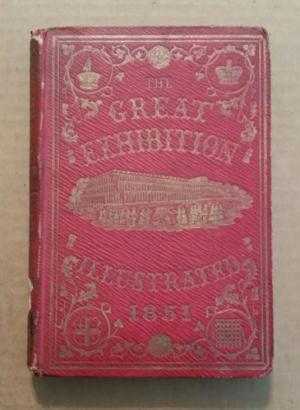 THE
GREAT
EXHIBITION
ILLUSTRATED
1851